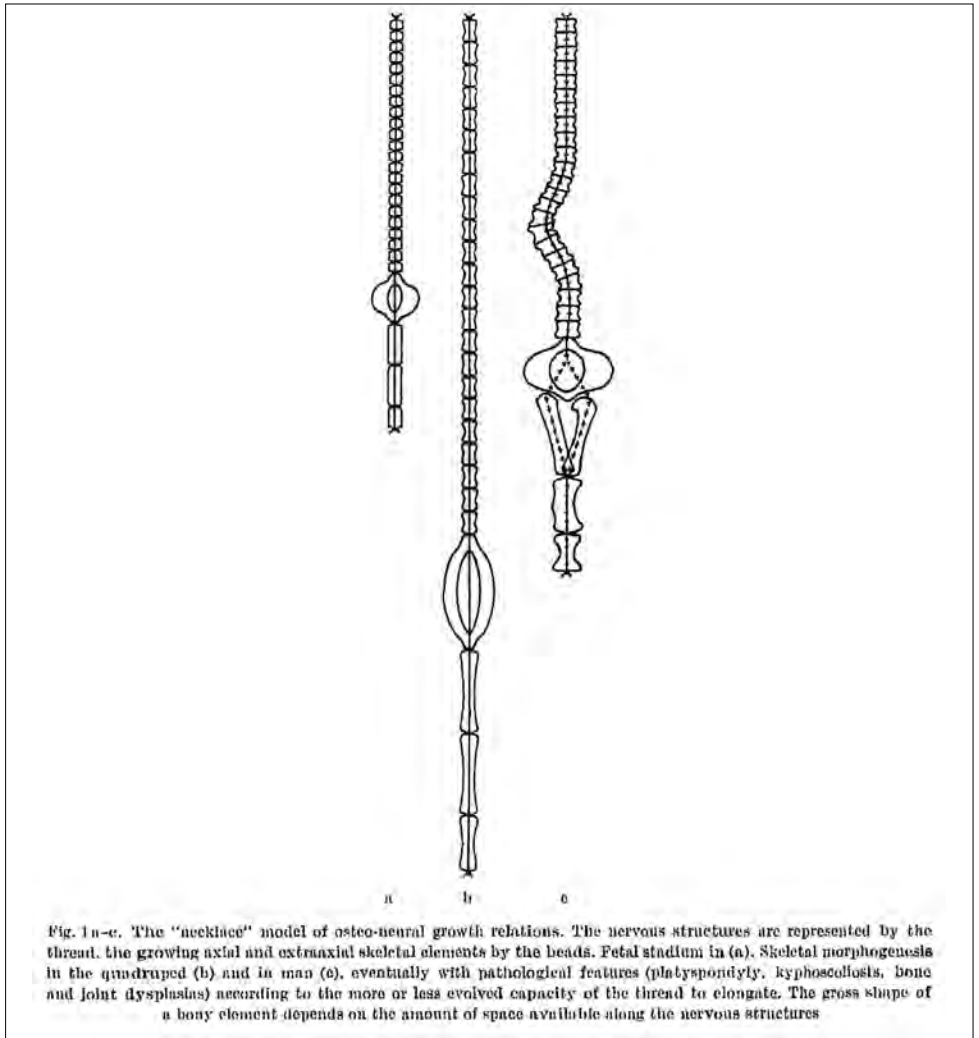 a b c
Fig. 1a-c. The "necklace" model of osteo-neural growth relations. The nervous structures are represented by the
thread, the growing axial and extraaxial skeletal elements by the beads. Fetal stadium in (a). Skeletal morphogenesis
in the quadruped (b) and in man (c), eventually with pathological features (platyspondyly, kyphoscoliosis, bone
and joint dysplasias) according to the more or less evolved capacity of the thread to elongate. The gross shape of
a bony element depends on the amount of space available along the nervous structures